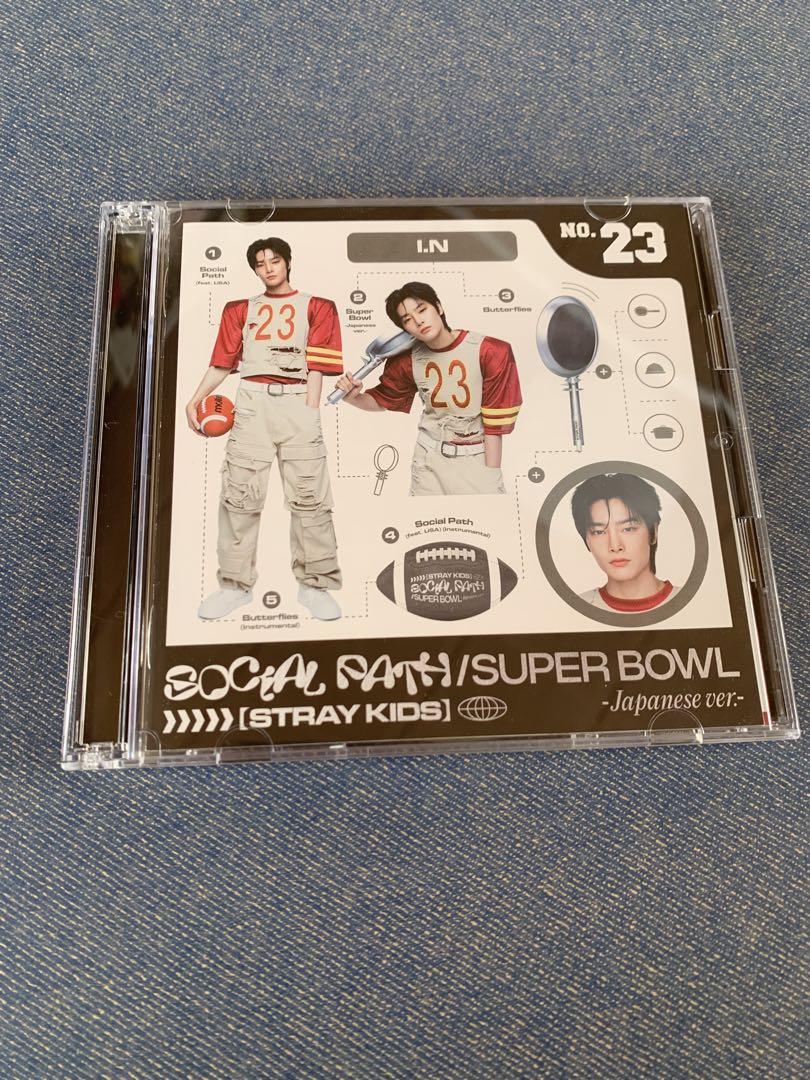 NO. 23
I.N
1
Social
Path
(feat. LiSA)
2
Super
Bowl
-Japanese
ver.-
3
Butterflies
23
23
molten
4
Social Path
(feat. LiSA) (Instrumental)
[STRAY KIDS]
SOCIAL PATH
/SUPER BOWL
5
Butterflies
(Instrumental)
SOCIAL PATH/SUPER BOWL
-Japanese ver.-
[STRAY KIDS]